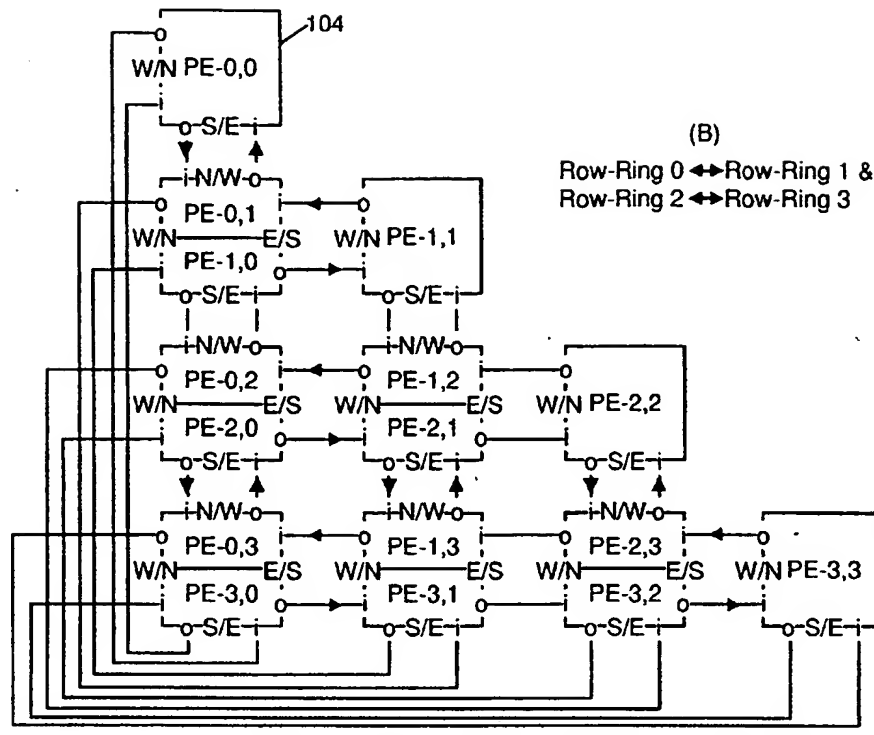 104
o
W/N PE-0,0
i
o S/E i
(B)
Row-Ring 0 ↔ Row-Ring 1 &
Row-Ring 2 ↔ Row-Ring 3
i N/W o
o PE-0,1 i o
W/N E/S W/N PE-1,1
i PE-1,0 o i
o S/E i o S/E i
i N/W o i N/W o
o PE-0,2 i o PE-1,2 i o
W/N E/S W/N E/S W/N PE-2,2
i PE-2,0 o i PE-2,1 o i
o S/E i o S/E i o S/E i
i N/W o i N/W o i N/W o
o PE-0,3 i o PE-1,3 i o PE-2,3 i o
W/N E/S W/N E/S W/N E/S W/N PE-3,3
i PE-3,0 o i PE-3,1 o i PE-3,2 o i
o S/E i o S/E i o S/E i o S/E i